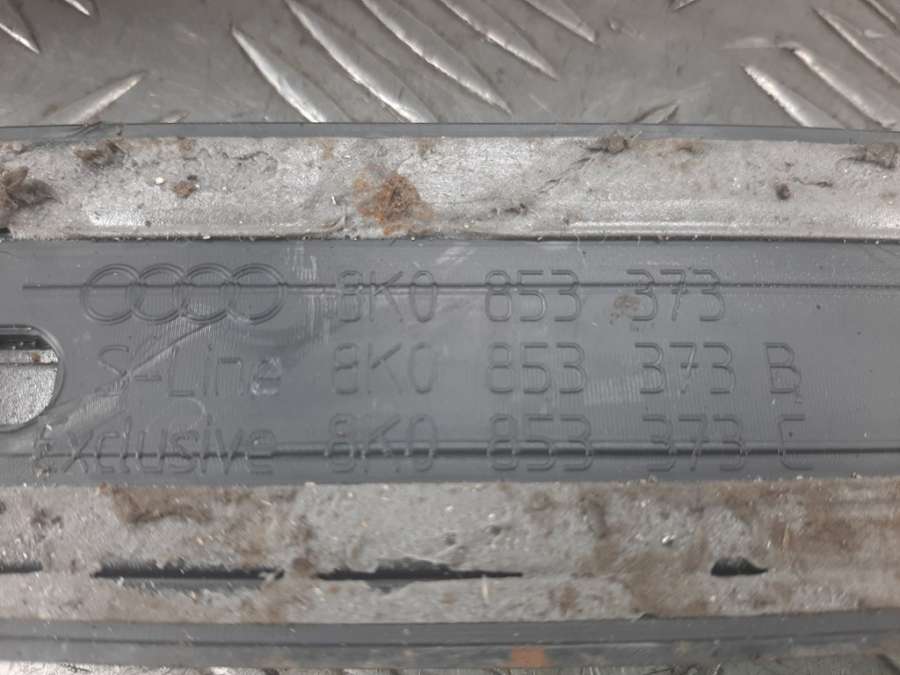 8K0 853 373
S-Line 8K0 853 373 B
exclusive 8K0 853 373 C